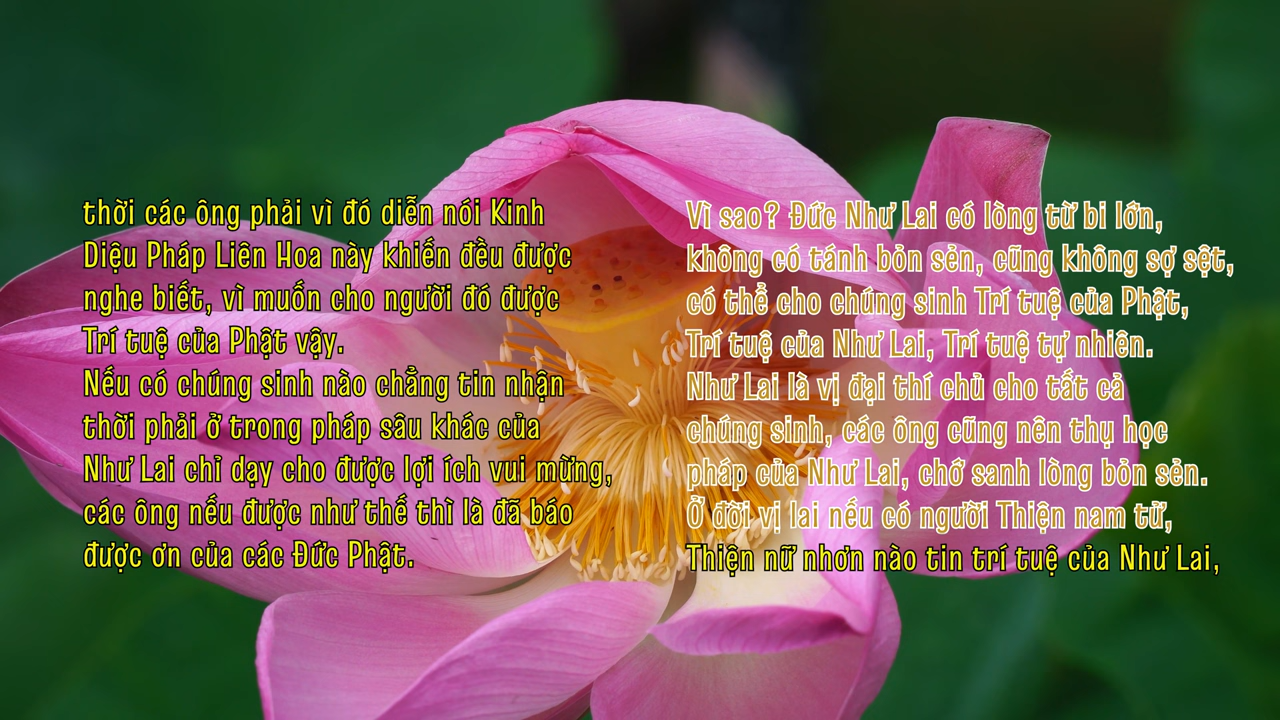 thời các ông phải vì đó diễn nói Kinh
Diệu Pháp Liên Hoa này khiến đều được
nghe biết, vì muốn cho người đó được
Trí tuệ của Phật vậy.
Nếu có chúng sinh nào chẳng tin nhận
thời phải ở trong pháp sâu khác của
Như Lai chỉ dạy cho được lợi ích vui mừng,
các ông nếu được như thế thì là đã báo
được ơn của các Đức Phật.
Vì sao? Đức Như Lai có lòng từ bi lớn,
không có tánh bỏn sẻn, cũng không sợ sệt,
có thể cho chúng sinh Trí tuệ của Phật,
Trí tuệ của Như Lai, Trí tuệ tự nhiên.
Như Lai là vị đại thí chủ cho tất cả
chúng sinh, các ông cũng nên thụ học
pháp của Như Lai, chớ sanh lòng bỏn sẻn.
Ở đời vị lai nếu có người Thiện nam tử,
Thiện nữ nhơn nào tin trí tuệ của Như Lai,